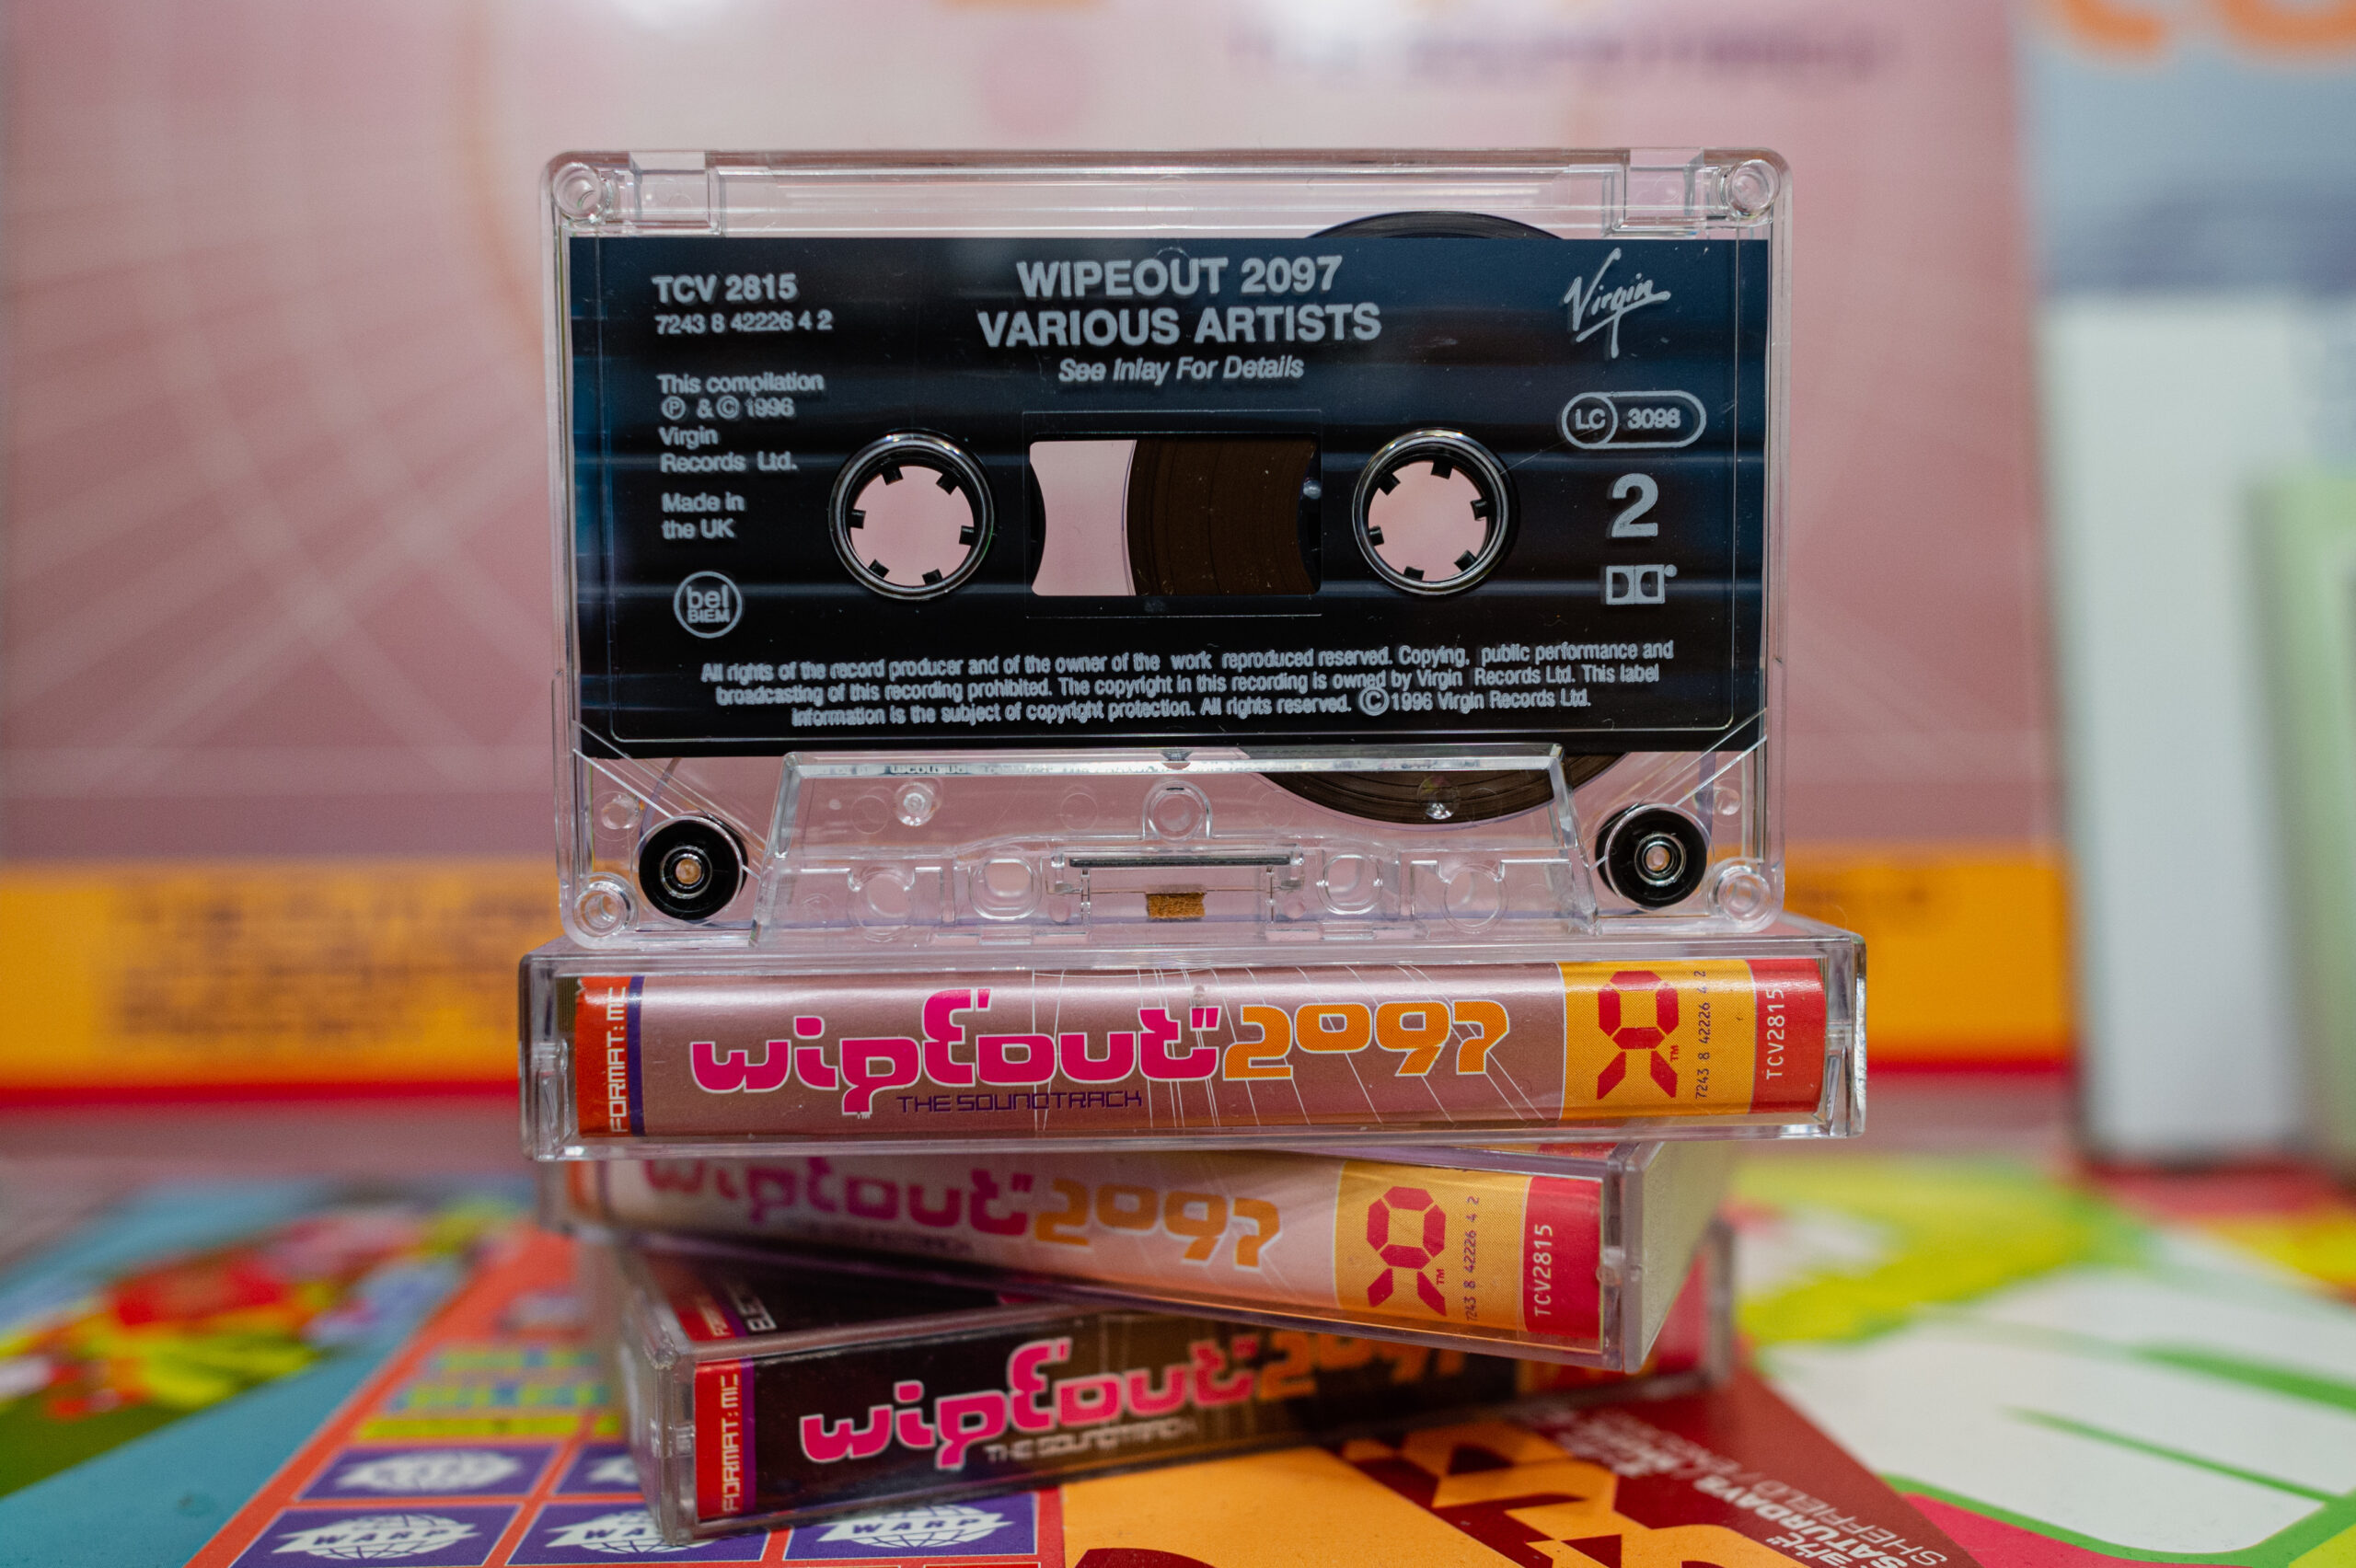 TCV 2815
7243 8 42226 4 2
This compilation
Ⓟ & © 1996
Virgin
Records Ltd.
Made in
the UK
bel
BIEM
WIPEOUT 2097
VARIOUS ARTISTS
See Inlay For Details
Virgin
LC 3098
2
All rights of the record producer and of the owner of the work reproduced reserved. Copying, public performance and
broadcasting of this recording prohibited. The copyright in this recording is owned by Virgin Records Ltd. This label
information is the subject of copyright protection. All rights reserved. © 1996 Virgin Records Ltd.
FORMAT: MC
wipEout" 2097
THE SOUNDTRACK
TM
7243 8 42226 4 2
TCV2815
wipEout" 2097
TM
7243 8 42226 4 2
TCV2815
FORMAT: MC
wipEout" 2097
THE SOUNDTRACK
WARP
WARP
WARP
SATURDAYS
SHEFFIELD